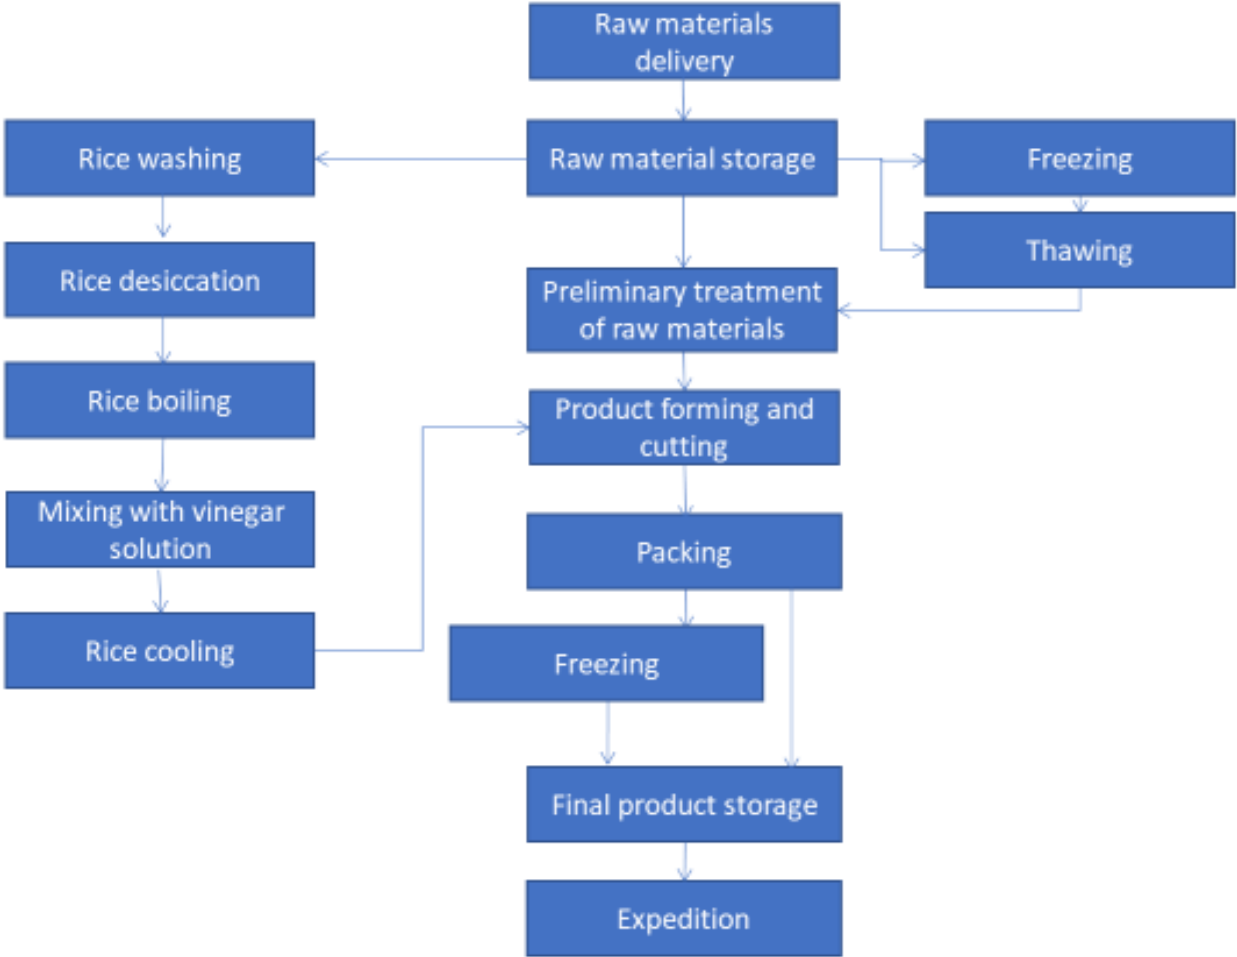 Raw materials
delivery
Rice washing
Raw material storage
Freezing
Thawing
Rice desiccation
Preliminary treatment
of raw materials
Rice boiling
Product forming and
cutting
Mixing with vinegar
solution
Packing
Rice cooling
Freezing
Final product storage
Expedition